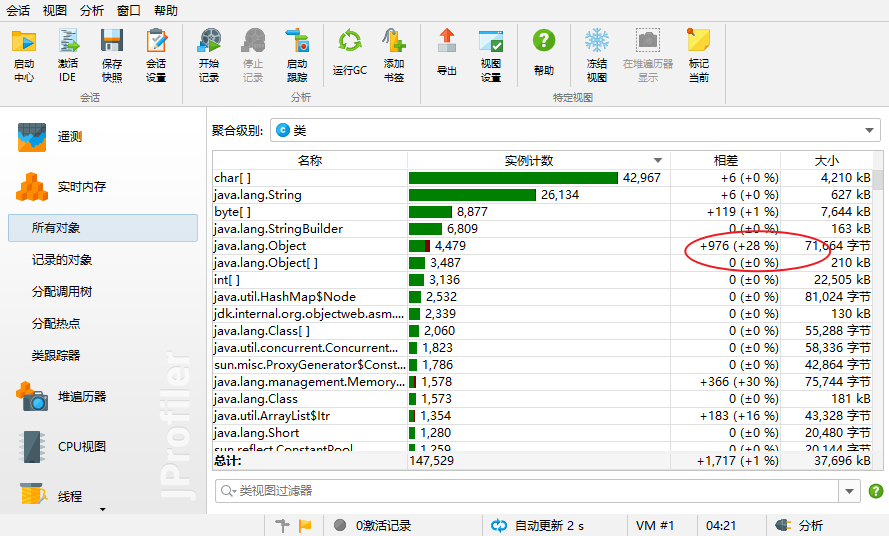 会话 视图 分析 窗口 帮助
启动中心 激活IDE 保存快照 会话设置 开始记录 停止记录 启动跟踪 运行GC 添加书签 导出 视图设置 帮助 冻结视图 在堆遍历器显示 标记当前
会话 分析 特定视图
遥测
实时内存
所有对象
记录的对象
分配调用树
分配热点
类跟踪器
堆遍历器
CPU视图
线程
JProfiler
聚合级别: C 类
名称 实例计数 相差 大小
char[ ] 42,967 +6 (+0 %) 4,210 kB
java.lang.String 26,134 +6 (+0 %) 627 kB
byte[ ] 8,877 +119 (+1 %) 7,644 kB
java.lang.StringBuilder 6,809 0 (±0 %) 163 kB
java.lang.Object 4,479 +976 (+28 %) 71,664 字节
java.lang.Object[ ] 3,487 0 (±0 %) 210 kB
int[ ] 3,136 0 (±0 %) 22,505 kB
java.util.HashMap$Node 2,532 0 (±0 %) 81,024 字节
jdk.internal.org.objectweb.asm.... 2,339 0 (±0 %) 130 kB
java.lang.Class[ ] 2,060 0 (±0 %) 55,288 字节
java.util.concurrent.Concurrent... 1,823 0 (±0 %) 58,336 字节
sun.misc.ProxyGenerator$Const... 1,786 0 (±0 %) 42,864 字节
java.lang.management.Memory... 1,578 +366 (+30 %) 75,744 字节
java.lang.Class 1,573 0 (±0 %) 181 kB
java.util.ArrayList$Itr 1,354 +183 (+16 %) 43,328 字节
java.lang.Short 1,280 0 (±0 %) 20,480 字节
sun.reflect.ConstantPool 1,259 0 (±0 %) 20,144 字节
总计: 147,529 +1,717 (+1 %) 37,696 kB
类视图过滤器
0激活记录 自动更新 2 s VM #1 04:21 分析